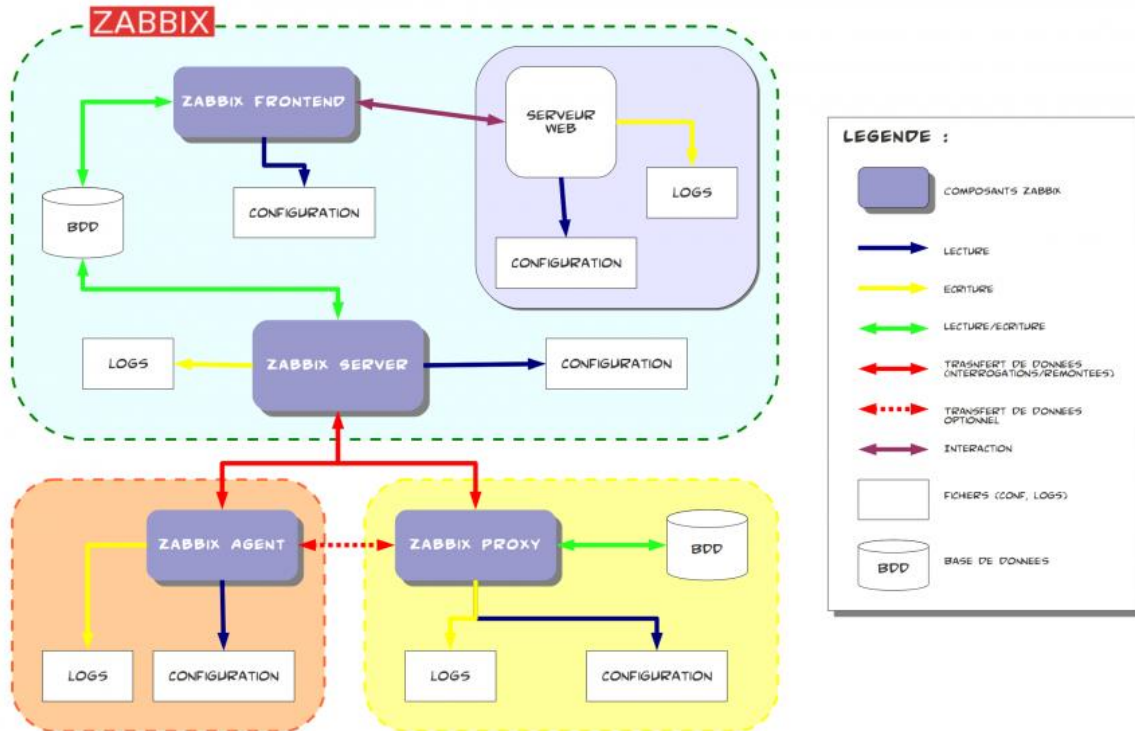 ZABBIX
ZABBIX FRONTEND
SERVEUR
WEB
LOGS
CONFIGURATION
BDD
CONFIGURATION
LOGS
ZABBIX SERVER
CONFIGURATION
ZABBIX AGENT
ZABBIX PROXY
BDD
LOGS
CONFIGURATION
LOGS
CONFIGURATION
LEGENDE :
COMPOSANTS ZABBIX
LECTURE
ECRITURE
LECTURE/ECRITURE
TRASNFERT DE DONNEES
(INTERROGATIONS/REMONTEES)
TRANSFERT DE DONNEES
OPTIONNEL
INTERACTION
FICHIERS (CONF, LOGS)
BDD
BASE DE DONNEES